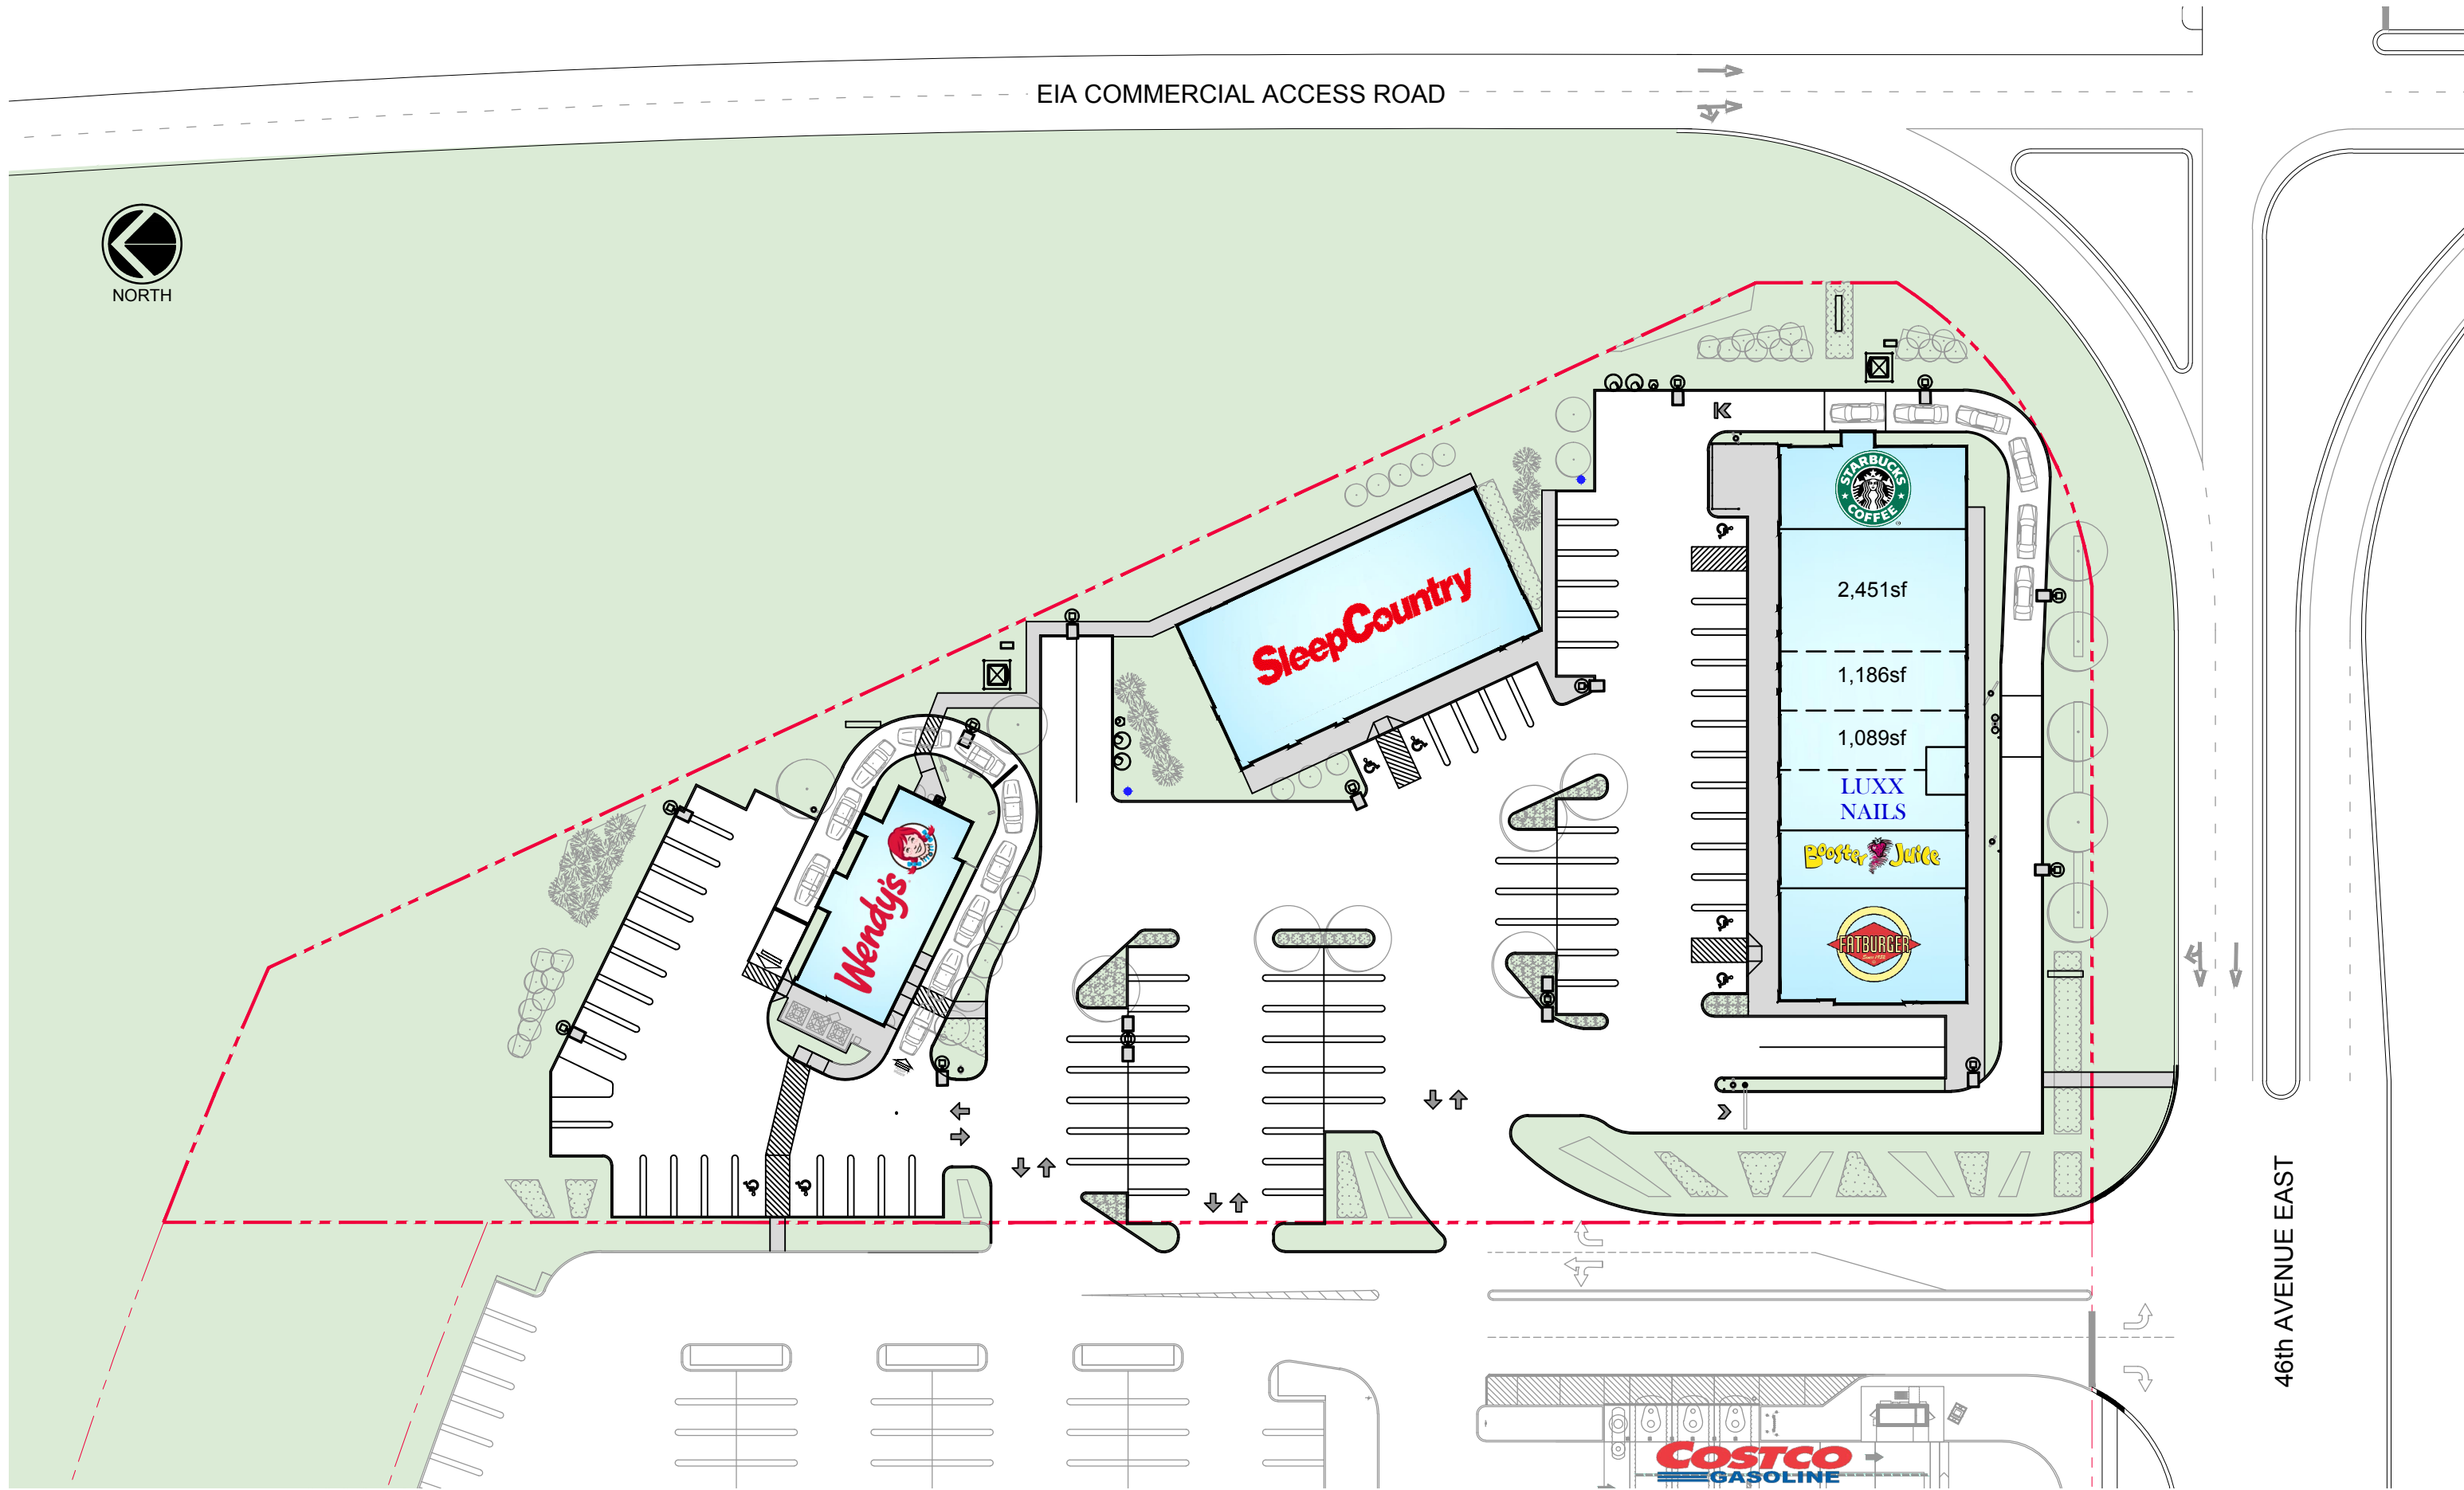 EIA COMMERCIAL ACCESS ROAD
NORTH
STARBUCKS
COFFEE
2,451sf
SleepCountry
1,186sf
1,089sf
LUXX
NAILS
Booster Juice
Wendy's
FATBURGER
46th AVENUE EAST
COSTCO
GASOLINE